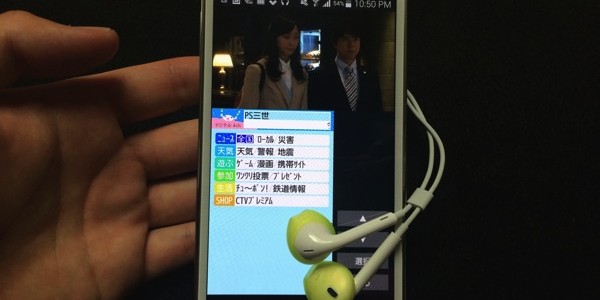 54% 10:50 PM
PS三世
ニュース 全国 ローカル 災害
天気 天気 警報 地震
遊ぶ ゲーム 漫画 携帯サイト
参加 ワンクリ投票 プレゼント
生活 チュ~ボン! 鉄道情報
SHOP CTVプレミアム
▲
▼
選